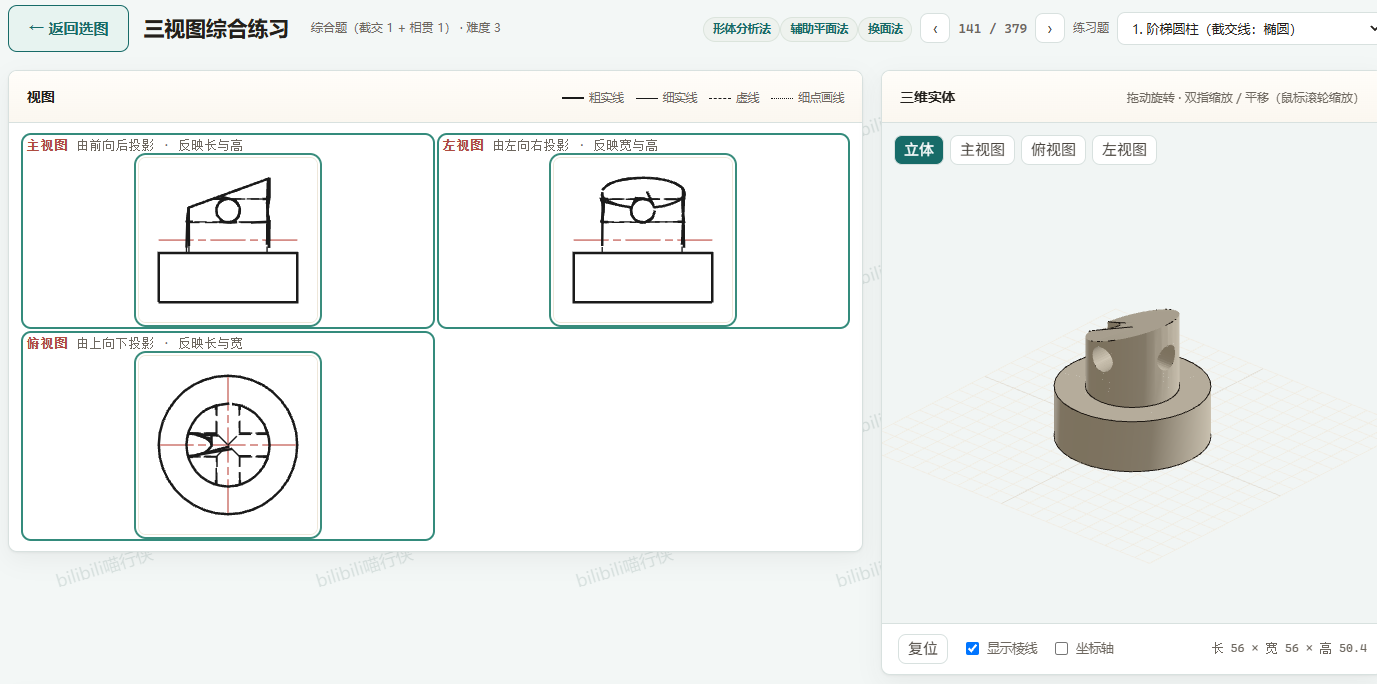 ← 返回选图
三视图综合练习
综合题（截交 1 + 相贯 1） · 难度 3
形体分析法
辅助平面法
换面法
‹
141 / 379
›
练习题
1. 阶梯圆柱（截交线：椭圆）
视图
粗实线
细实线
虚线
细点画线
主视图 由前向后投影 · 反映长与高
左视图 由左向右投影 · 反映宽与高
俯视图 由上向下投影 · 反映长与宽
三维实体
拖动旋转 · 双指缩放 / 平移（鼠标滚轮缩放）
立体
主视图
俯视图
左视图
复位
显示棱线
坐标轴
长 56 × 宽 56 × 高 50.4
bilibili喵行快
bilibili喵行快
bilibili喵行快
bilibili
bili
bili
bili